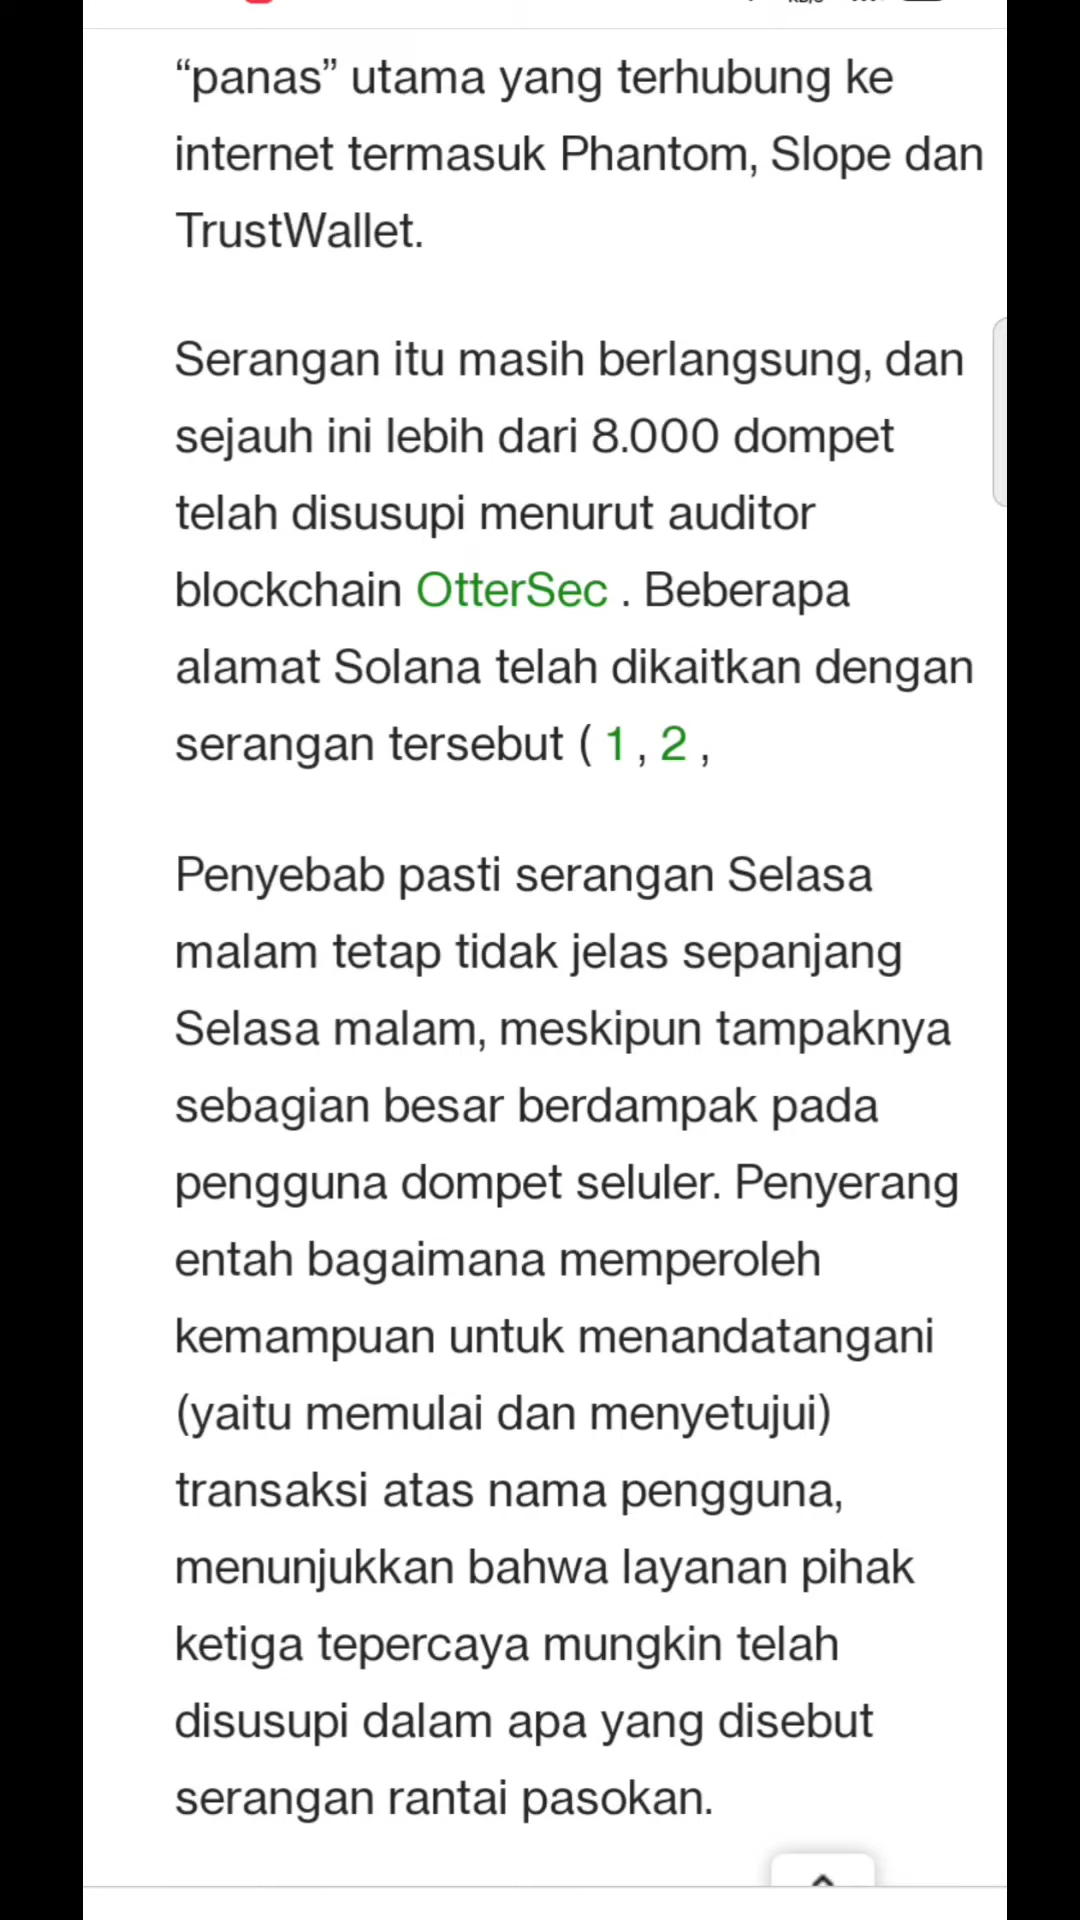 “panas” utama yang terhubung ke
internet termasuk Phantom, Slope dan
TrustWallet.
Serangan itu masih berlangsung, dan
sejauh ini lebih dari 8.000 dompet
telah disusupi menurut auditor
blockchain OtterSec . Beberapa
alamat Solana telah dikaitkan dengan
serangan tersebut ( 1 , 2 ,
Penyebab pasti serangan Selasa
malam tetap tidak jelas sepanjang
Selasa malam, meskipun tampaknya
sebagian besar berdampak pada
pengguna dompet seluler. Penyerang
entah bagaimana memperoleh
kemampuan untuk menandatangani
(yaitu memulai dan menyetujui)
transaksi atas nama pengguna,
menunjukkan bahwa layanan pihak
ketiga tepercaya mungkin telah
disusupi dalam apa yang disebut
serangan rantai pasokan.